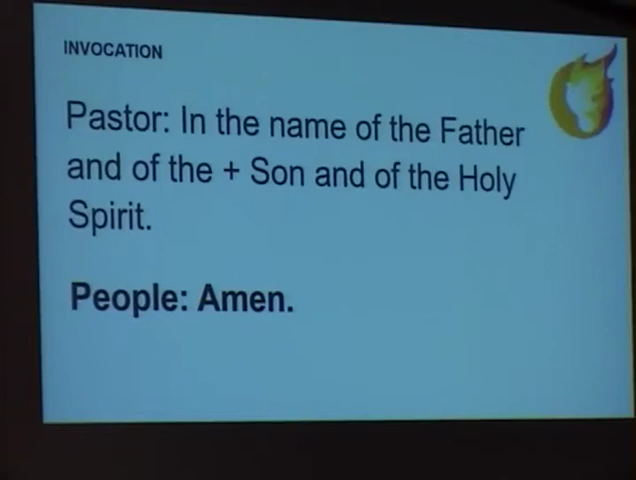 INVOCATION
Pastor: In the name of the Father
and of the + Son and of the Holy
Spirit.
People: Amen.